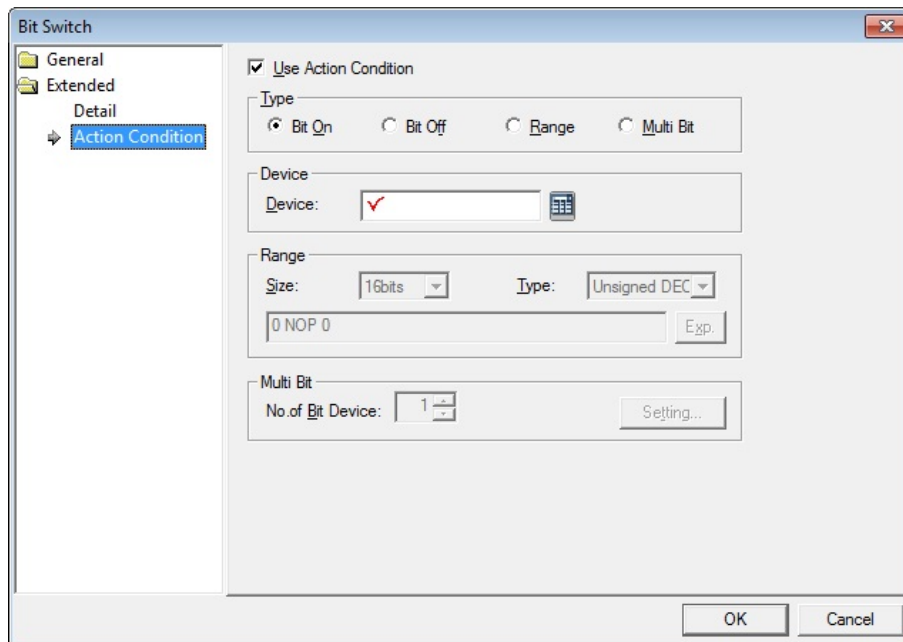 Bit Switch
General
Extended
Detail
Action Condition
Use Action Condition
Type
Bit On Bit Off Range Multi Bit
Device
Device:
Range
Size: 16bits Type: Unsigned DEC
0 NOP 0 Exp.
Multi Bit
No.of Bit Device: 1 Setting...
OK Cancel